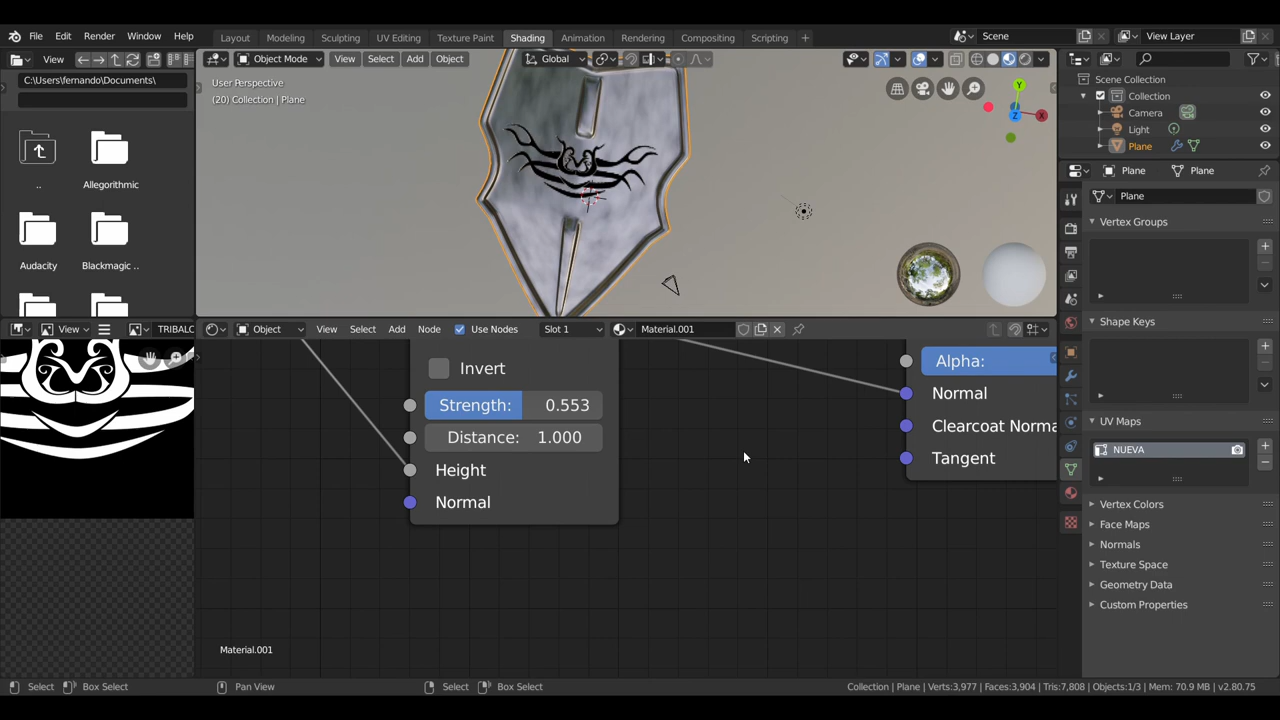 File Edit Render Window Help Layout Modeling Sculpting UV Editing Texture Paint Shading Animation Rendering Compositing Scripting + Scene View Layer
View Object Mode View Select Add Object Global
C:\Users\fernando\Documents\
User Perspective
(20) Collection | Plane
Scene Collection
Collection
Camera
Light
Plane
Y
X
Z
..
Allegorithmic
Audacity
Blackmagic ..
Plane Plane
Plane
Vertex Groups
Shape Keys
UV Maps
NUEVA
Vertex Colors
Face Maps
Normals
Texture Space
Geometry Data
Custom Properties
View TRIBALC
Object View Select Add Node Use Nodes Slot 1 Material.001
Invert
Strength: 0.553
Distance: 1.000
Height
Normal
Alpha:
Normal
Clearcoat Norma
Tangent
Material.001
Select Box Select Pan View Select Box Select Collection | Plane | Verts:3,977 | Faces:3,904 | Tris:7,808 | Objects:1/3 | Mem: 70.9 MB | v2.80.75